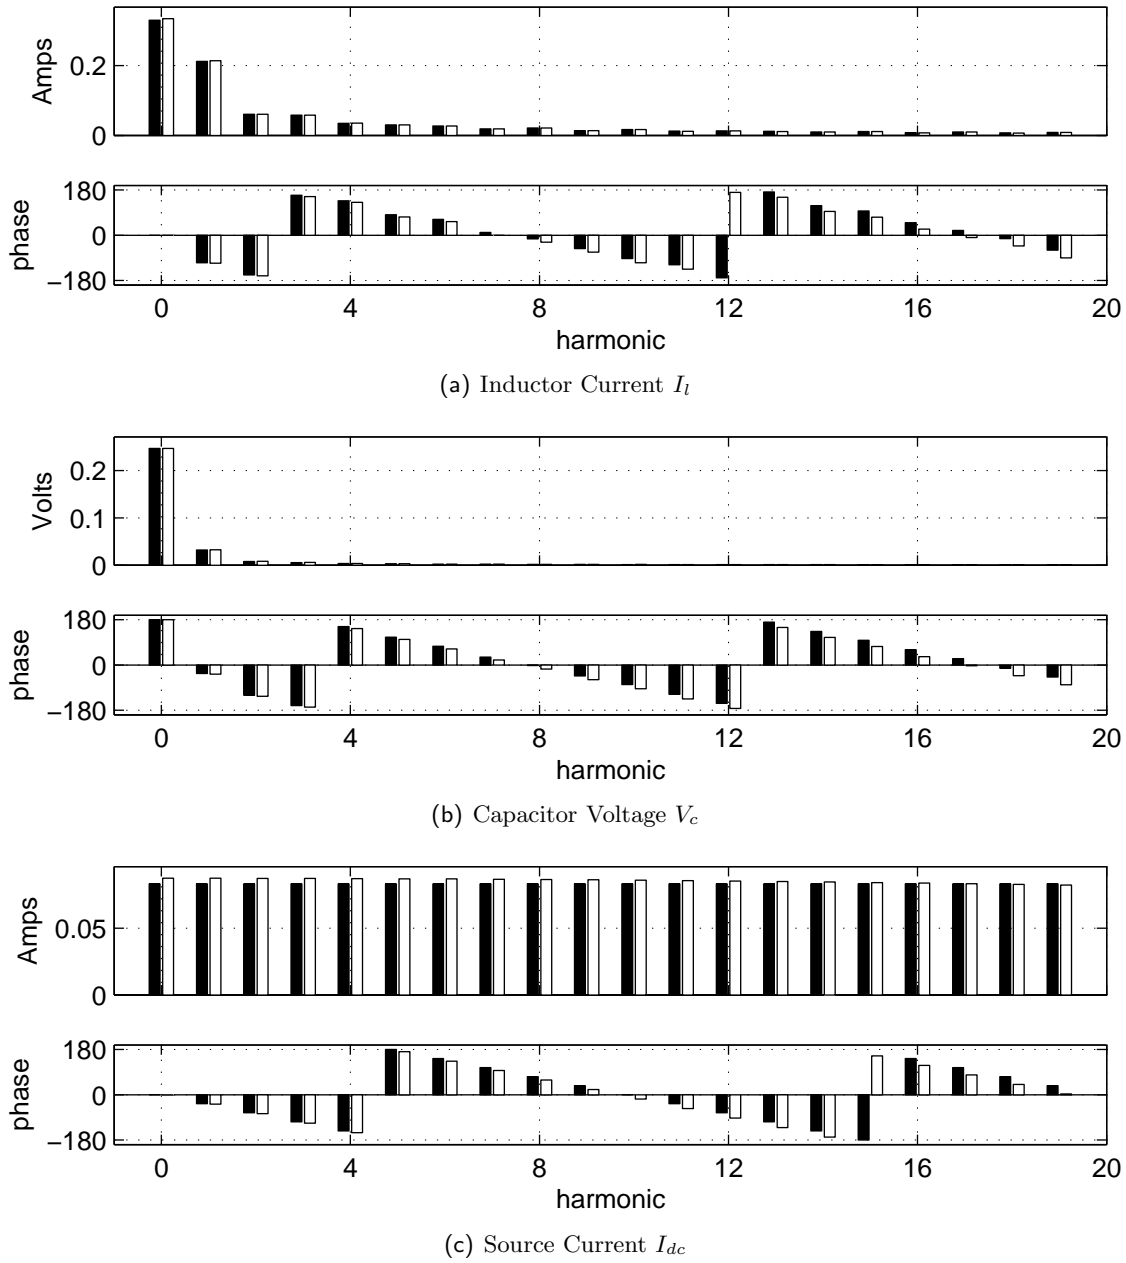 Amps
0.2
0
phase
180
0
−180
0 4 8 12 16 20
harmonic
(a) Inductor Current I_l
Volts
0.2
0.1
0
phase
180
0
−180
0 4 8 12 16 20
harmonic
(b) Capacitor Voltage V_c
Amps
0.05
0
phase
180
0
−180
0 4 8 12 16 20
harmonic
(c) Source Current I_dc